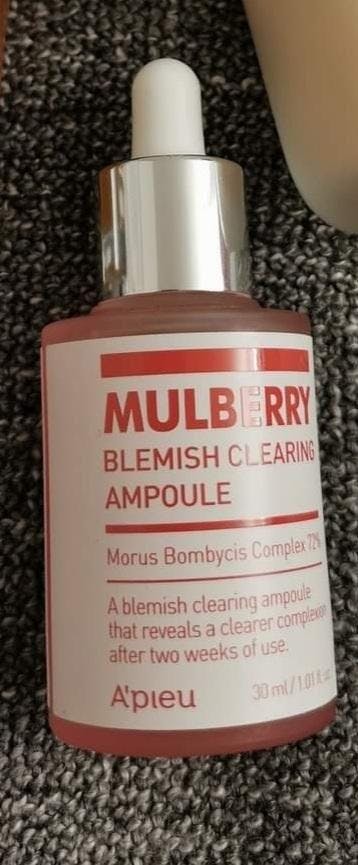 MULBERRY
BLEMISH CLEARING
AMPOULE
Morus Bombycis Complex 72%
A blemish clearing ampoule
that reveals a clearer complexion
after two weeks of use.
A'pieu
30 ml / 1.01 fl.